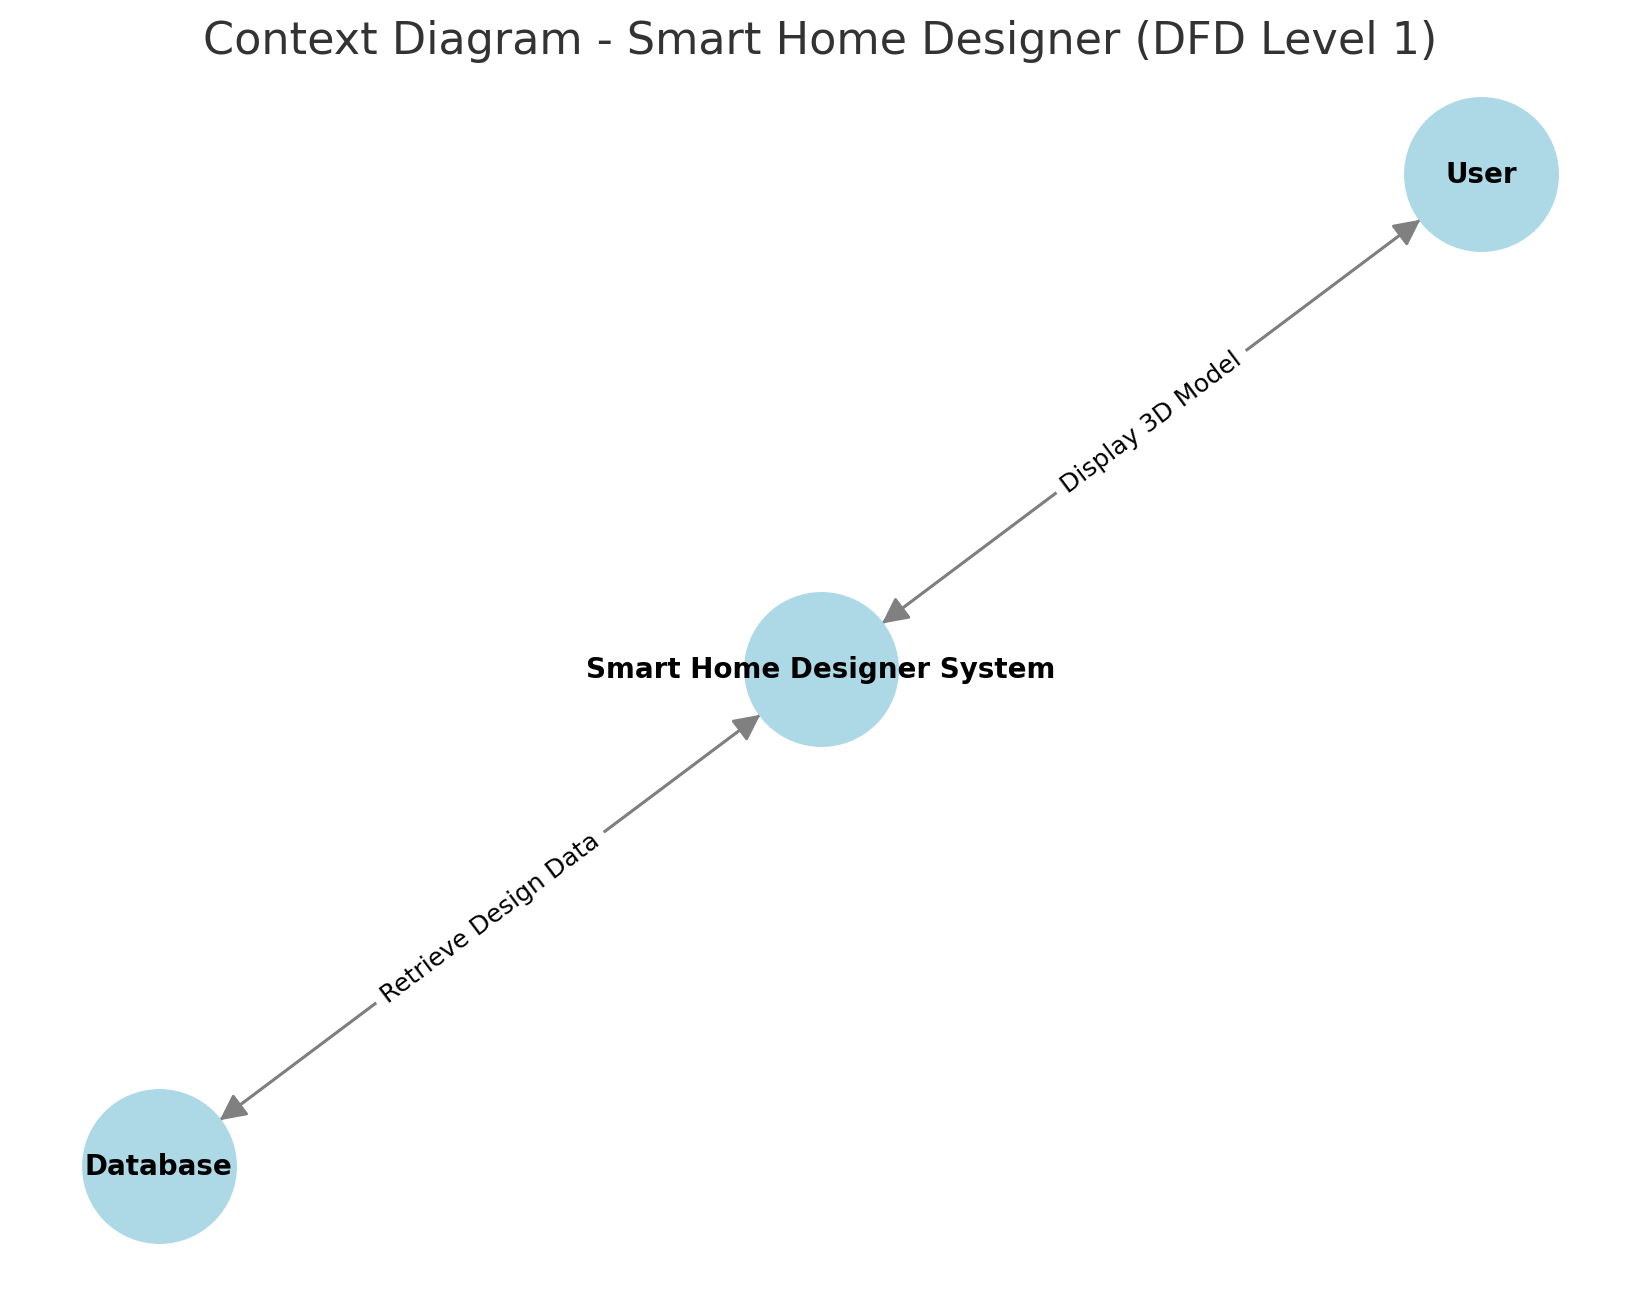 Context Diagram - Smart Home Designer (DFD Level 1)
User
Display 3D Model
Smart Home Designer System
Retrieve Design Data
Database